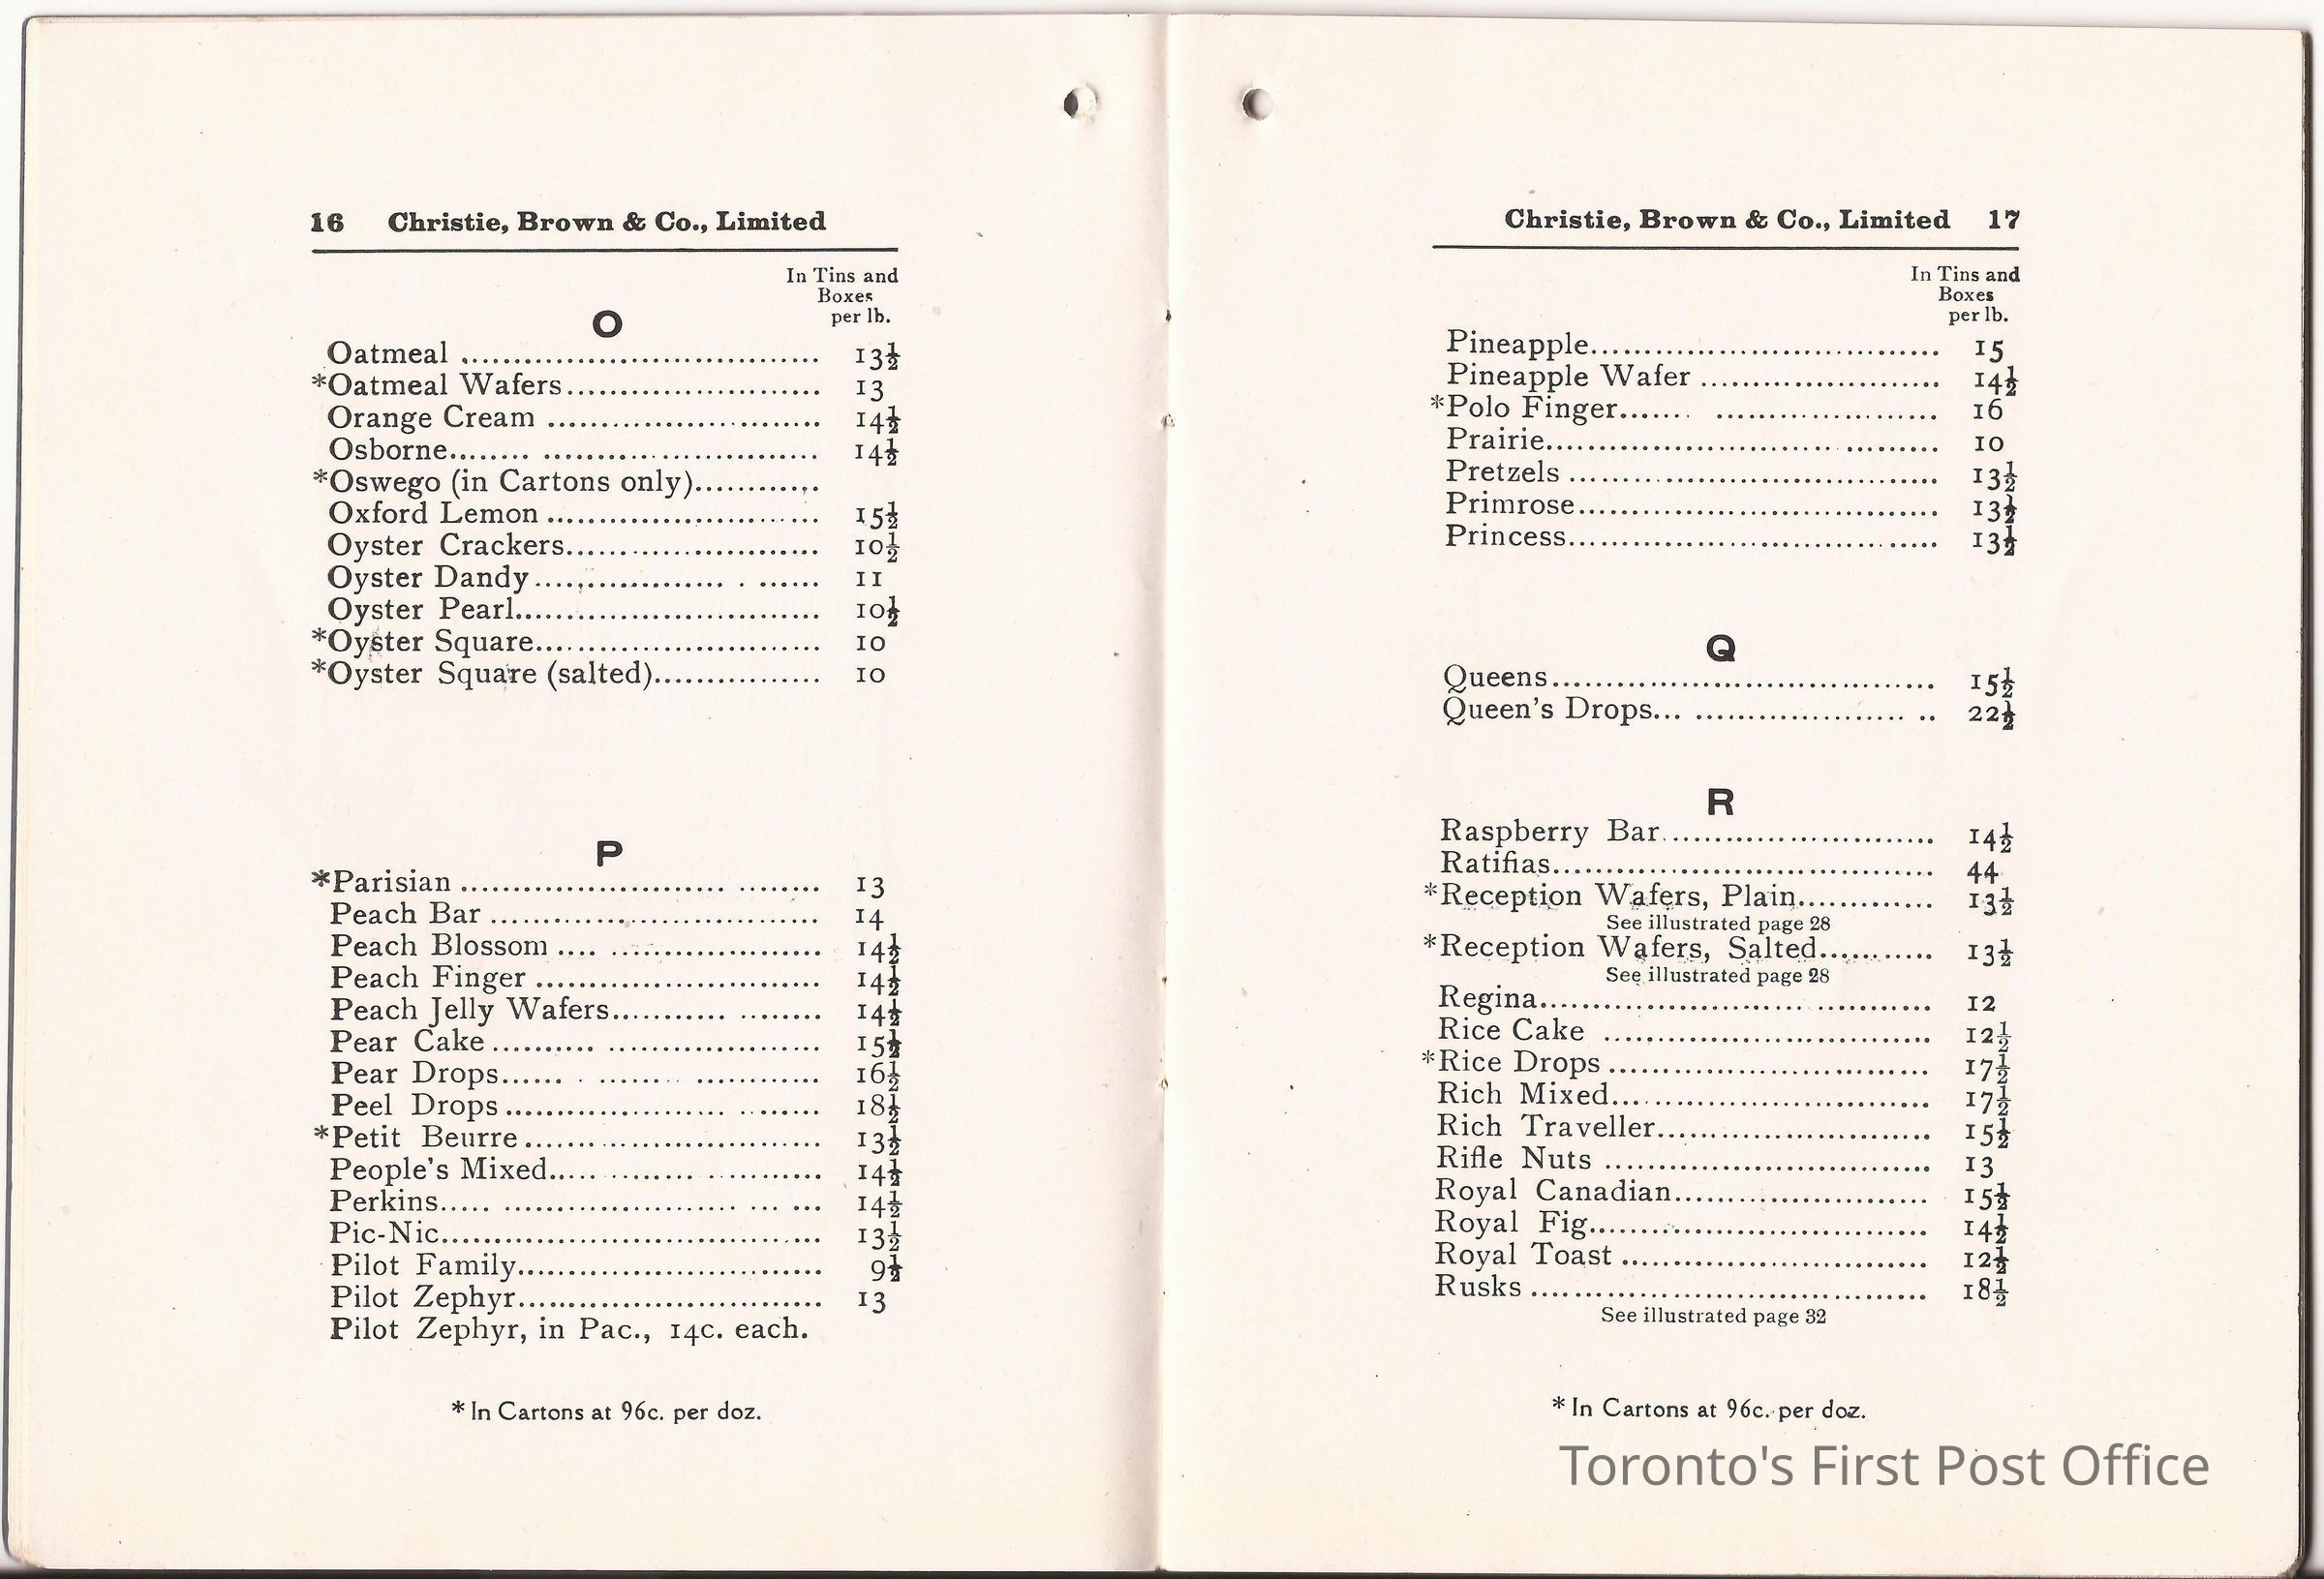 16 Christie, Brown & Co., Limited
In Tins and
Boxes
per lb.
O
Oatmeal 13½
*Oatmeal Wafers 13
Orange Cream 14½
Osborne 14½
*Oswego (in Cartons only)
Oxford Lemon 15½
Oyster Crackers 10½
Oyster Dandy 11
Oyster Pearl 10½
*Oyster Square 10
*Oyster Square (salted) 10
P
*Parisian 13
Peach Bar 14
Peach Blossom 14½
Peach Finger 14½
Peach Jelly Wafers 14½
Pear Cake 15½
Pear Drops 16½
Peel Drops 18½
*Petit Beurre 13½
People's Mixed 14½
Perkins 14½
Pic-Nic 13½
Pilot Family 9½
Pilot Zephyr 13
Pilot Zephyr, in Pac., 14c. each.
* In Cartons at 96c. per doz.
Christie, Brown & Co., Limited 17
In Tins and
Boxes
per lb.
Pineapple 15
Pineapple Wafer 14½
*Polo Finger 16
Prairie 10
Pretzels 13½
Primrose 13½
Princess 13½
Q
Queens 15½
Queen's Drops 22½
R
Raspberry Bar 14½
Ratifias 44
*Reception Wafers, Plain 13½
See illustrated page 28
*Reception Wafers, Salted 13½
See illustrated page 28
Regina 12
Rice Cake 12½
*Rice Drops 17½
Rich Mixed 17½
Rich Traveller 15½
Rifle Nuts 13
Royal Canadian 15½
Royal Fig 14½
Royal Toast 12½
Rusks 18½
See illustrated page 32
* In Cartons at 96c. per doz.
Toronto's First Post Office